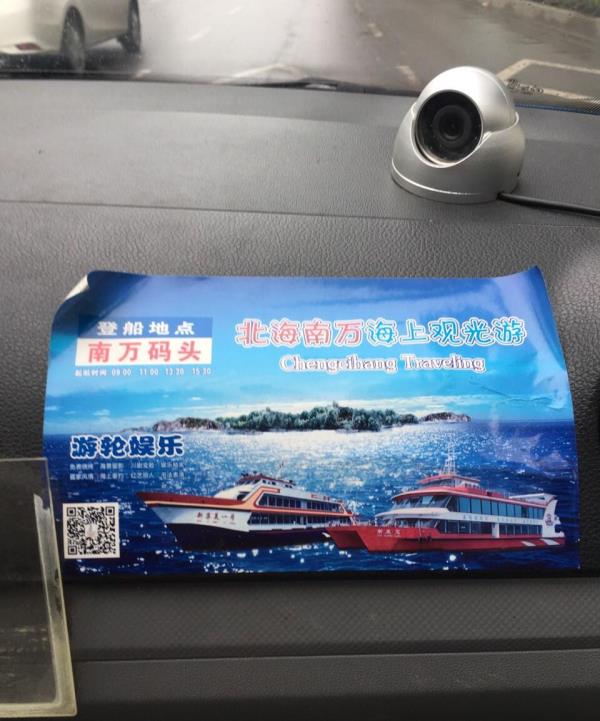 登船地点
南万码头
起航时间 09:00 11:00 13:30 15:30
北海南万海上观光游
Chengchang Traveling
游轮娱乐